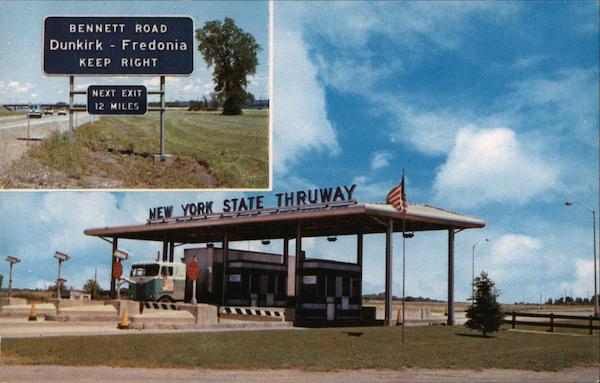 BENNETT ROAD
Dunkirk - Fredonia
KEEP RIGHT
NEXT EXIT
12 MILES
NEW YORK STATE THRUWAY